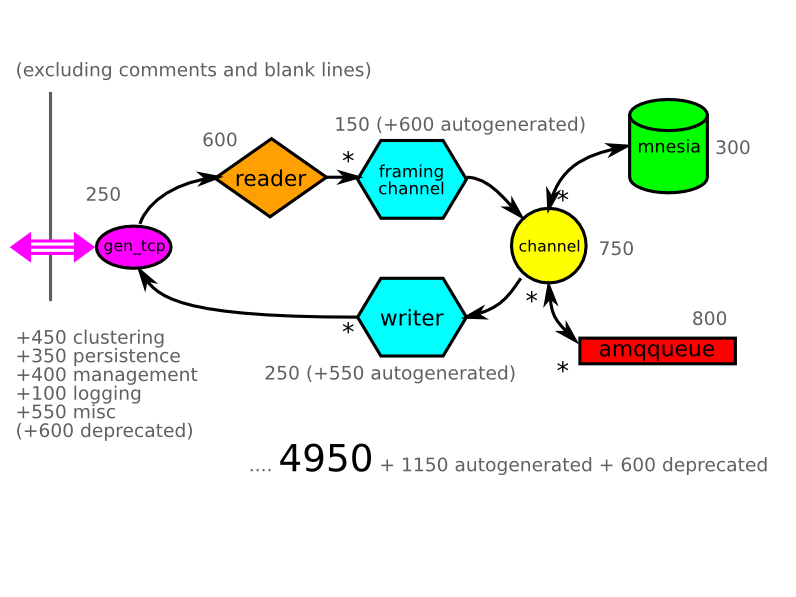 (excluding comments and blank lines)
150 (+600 autogenerated)
600
*
mnesia
300
reader
framing
channel
250
*
gen_tcp
channel
750
*
writer
*
800
amqqueue
*
250 (+550 autogenerated)
+450 clustering
+350 persistence
+400 management
+100 logging
+550 misc
(+600 deprecated)
.... 4950 + 1150 autogenerated + 600 deprecated